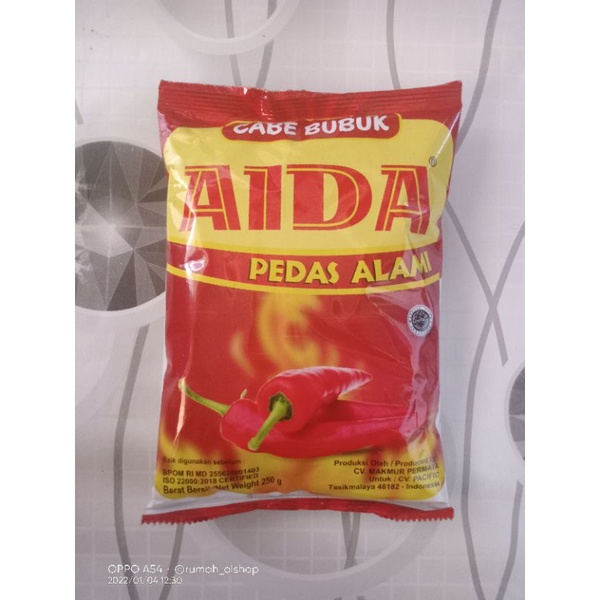 CABE BUBUK
AIDA
®
PEDAS ALAMI
Baik digunakan sebelum :
BPOM RI MD
ISO 22000:2018 CERTIFIED
Berat Bersih/Net Weight 250 g
Produksi Oleh / Produced
CV. MAKMUR PERMATA
Untuk : CV. PACIFIC
Tasikmalaya 46182 - Indonesia
OPPO A54 · @rumoh_olshop
2022/01/04 12:30